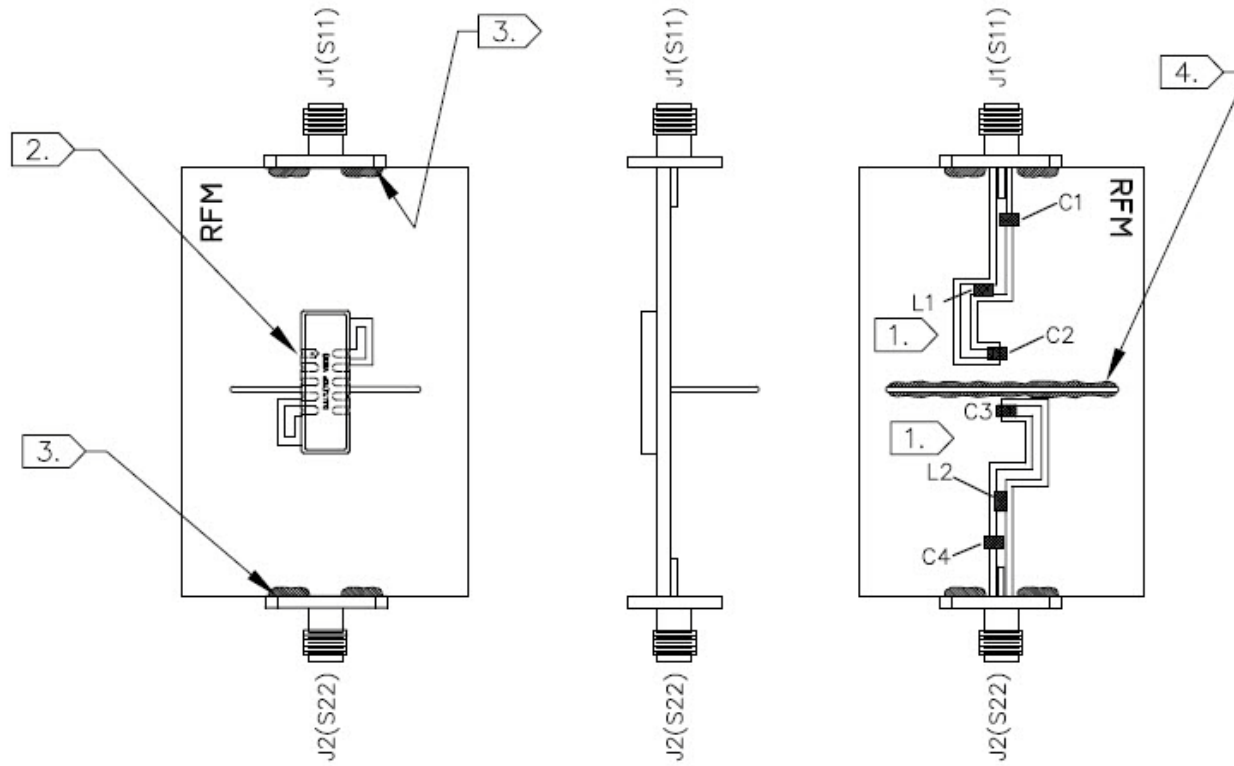 J1(S11)
3.
2.
RFM
3.
J2(S22)
J1(S11)
J2(S22)
J1(S11)
4.
RFM
C1
L1
1.
C2
C3
1.
L2
C4
J2(S22)